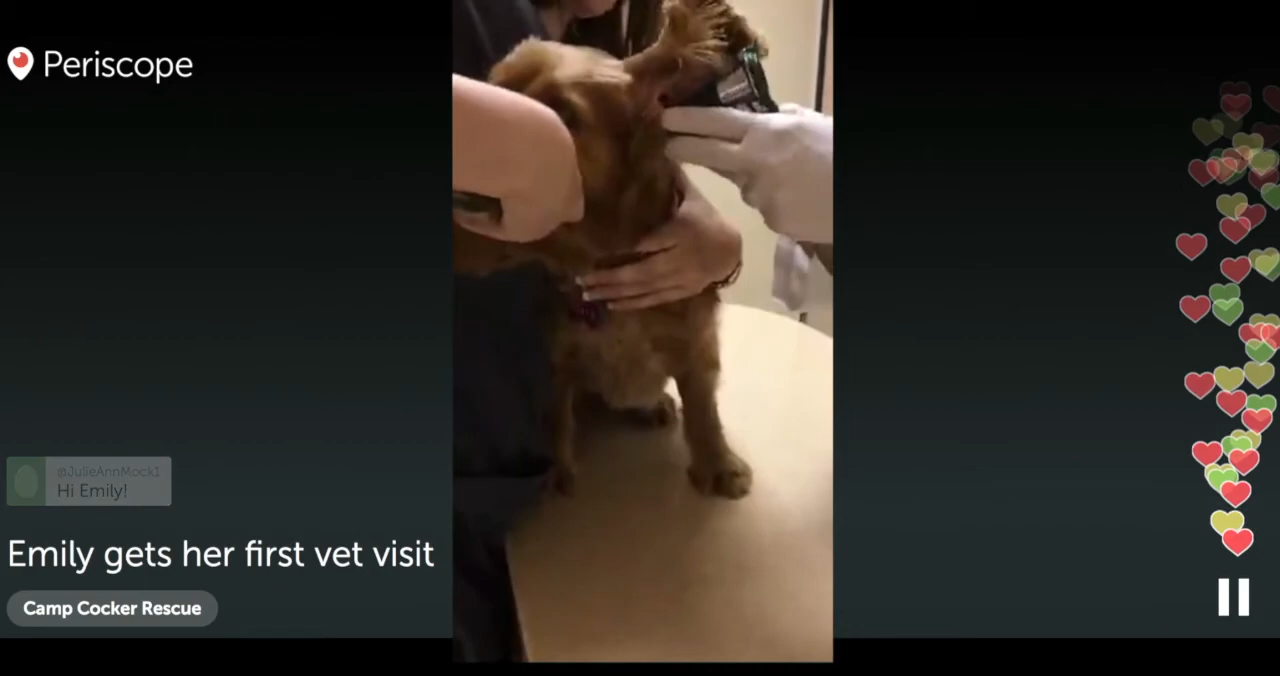 Periscope
@JulieAnnMock1
Hi Emily!
Emily gets her first vet visit
Camp Cocker Rescue